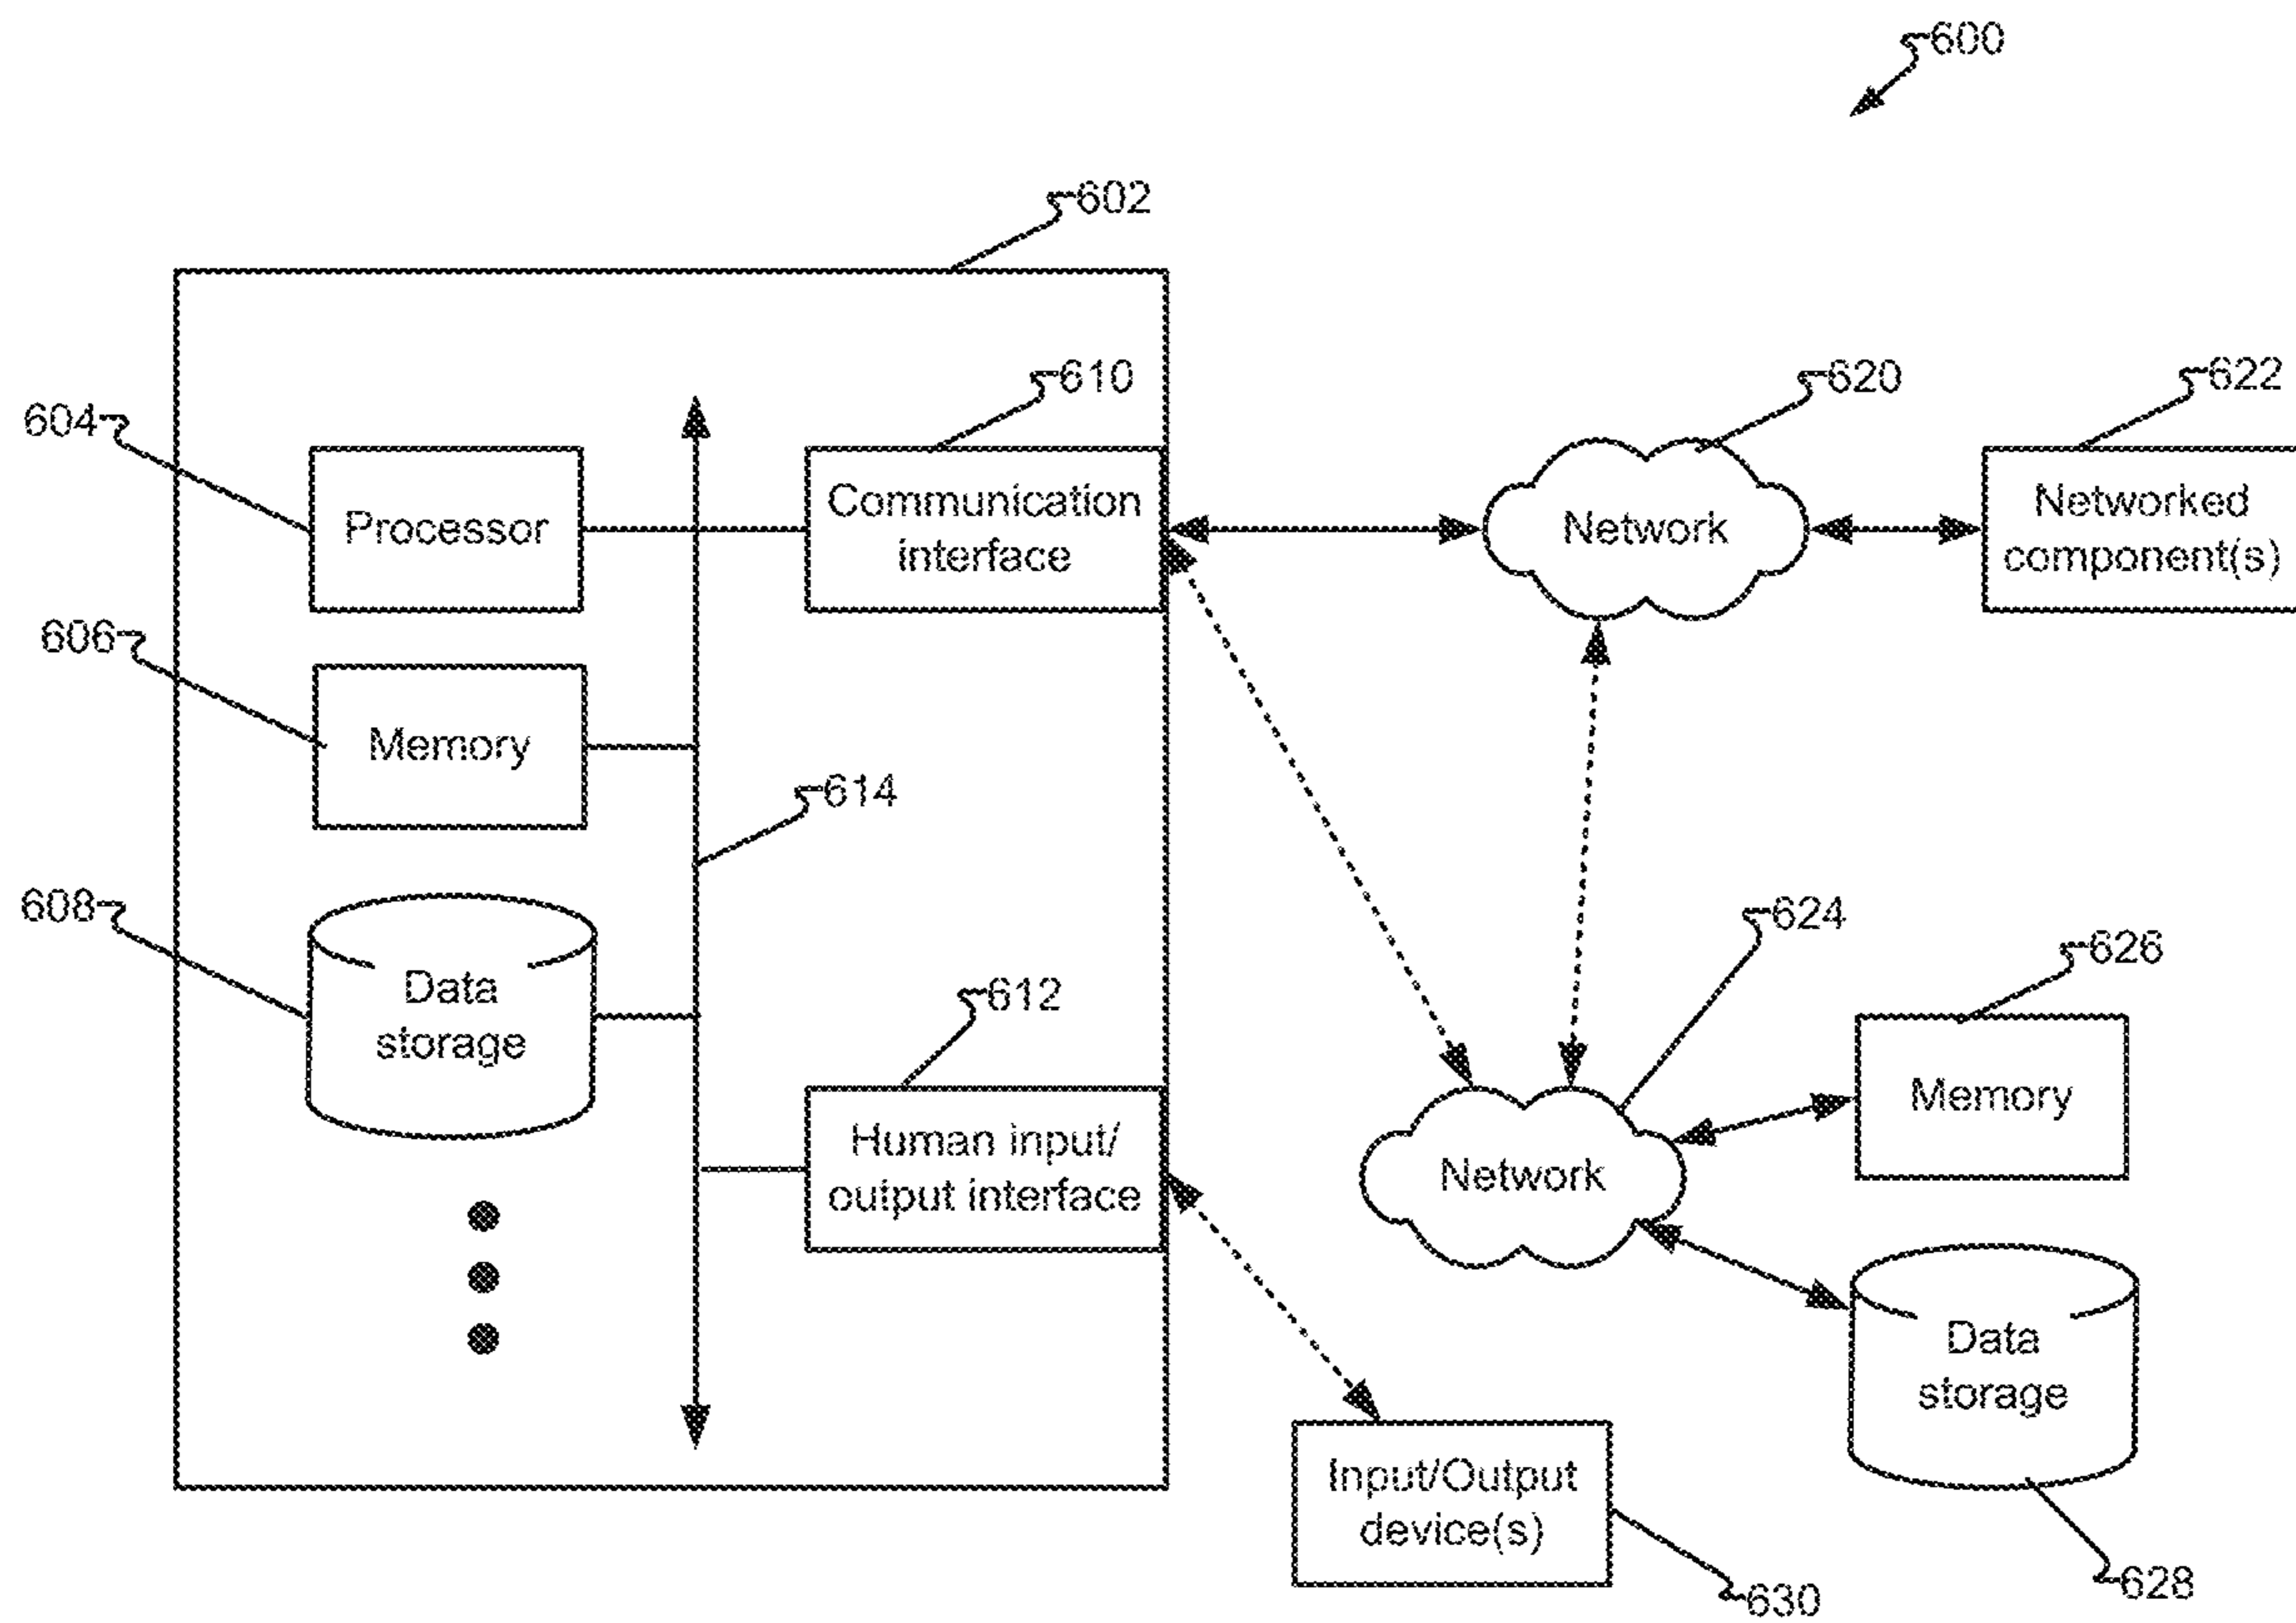 600
602
610
620
622
604
Processor
Communication
interface
Network
Networked
component(s)
606
Memory
614
608
Data
storage
624
626
612
Memory
Human input/
output interface
Network
Data
storage
Input/Output
device(s)
628
630